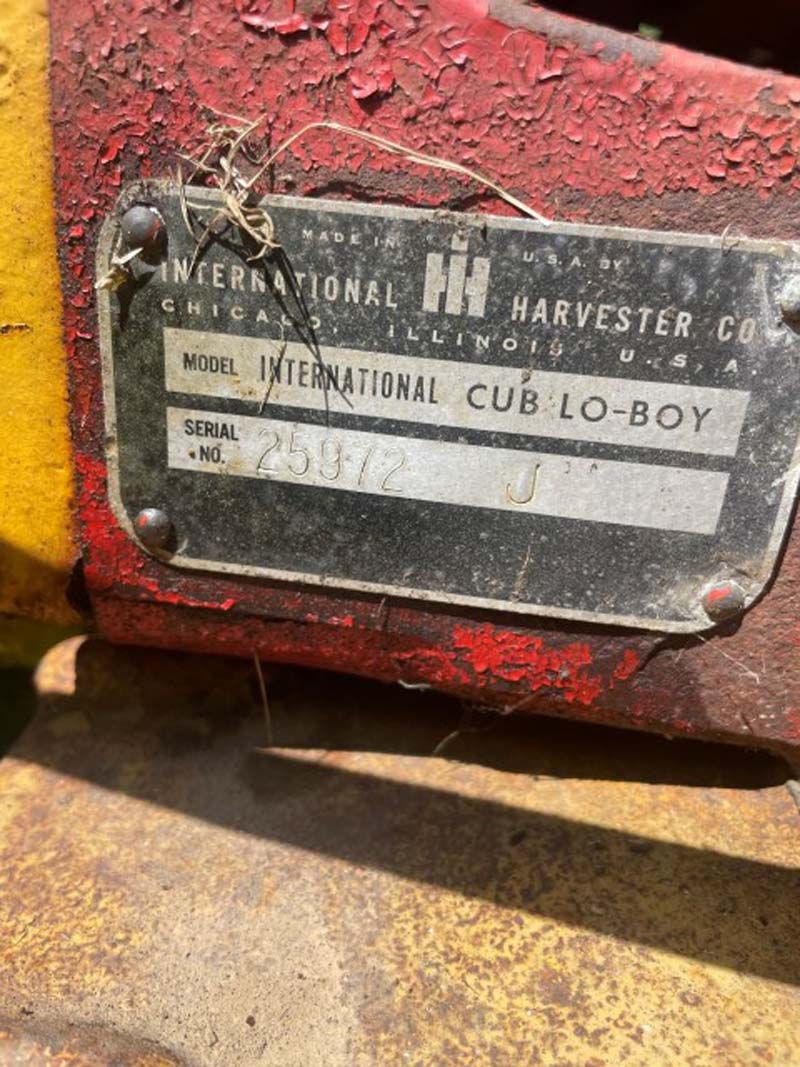 MADE IN U.S.A. BY
INTERNATIONAL IH HARVESTER CO
CHICAGO, ILLINOIS U.S.A.
MODEL INTERNATIONAL CUB LO-BOY
SERIAL NO. 25972 J